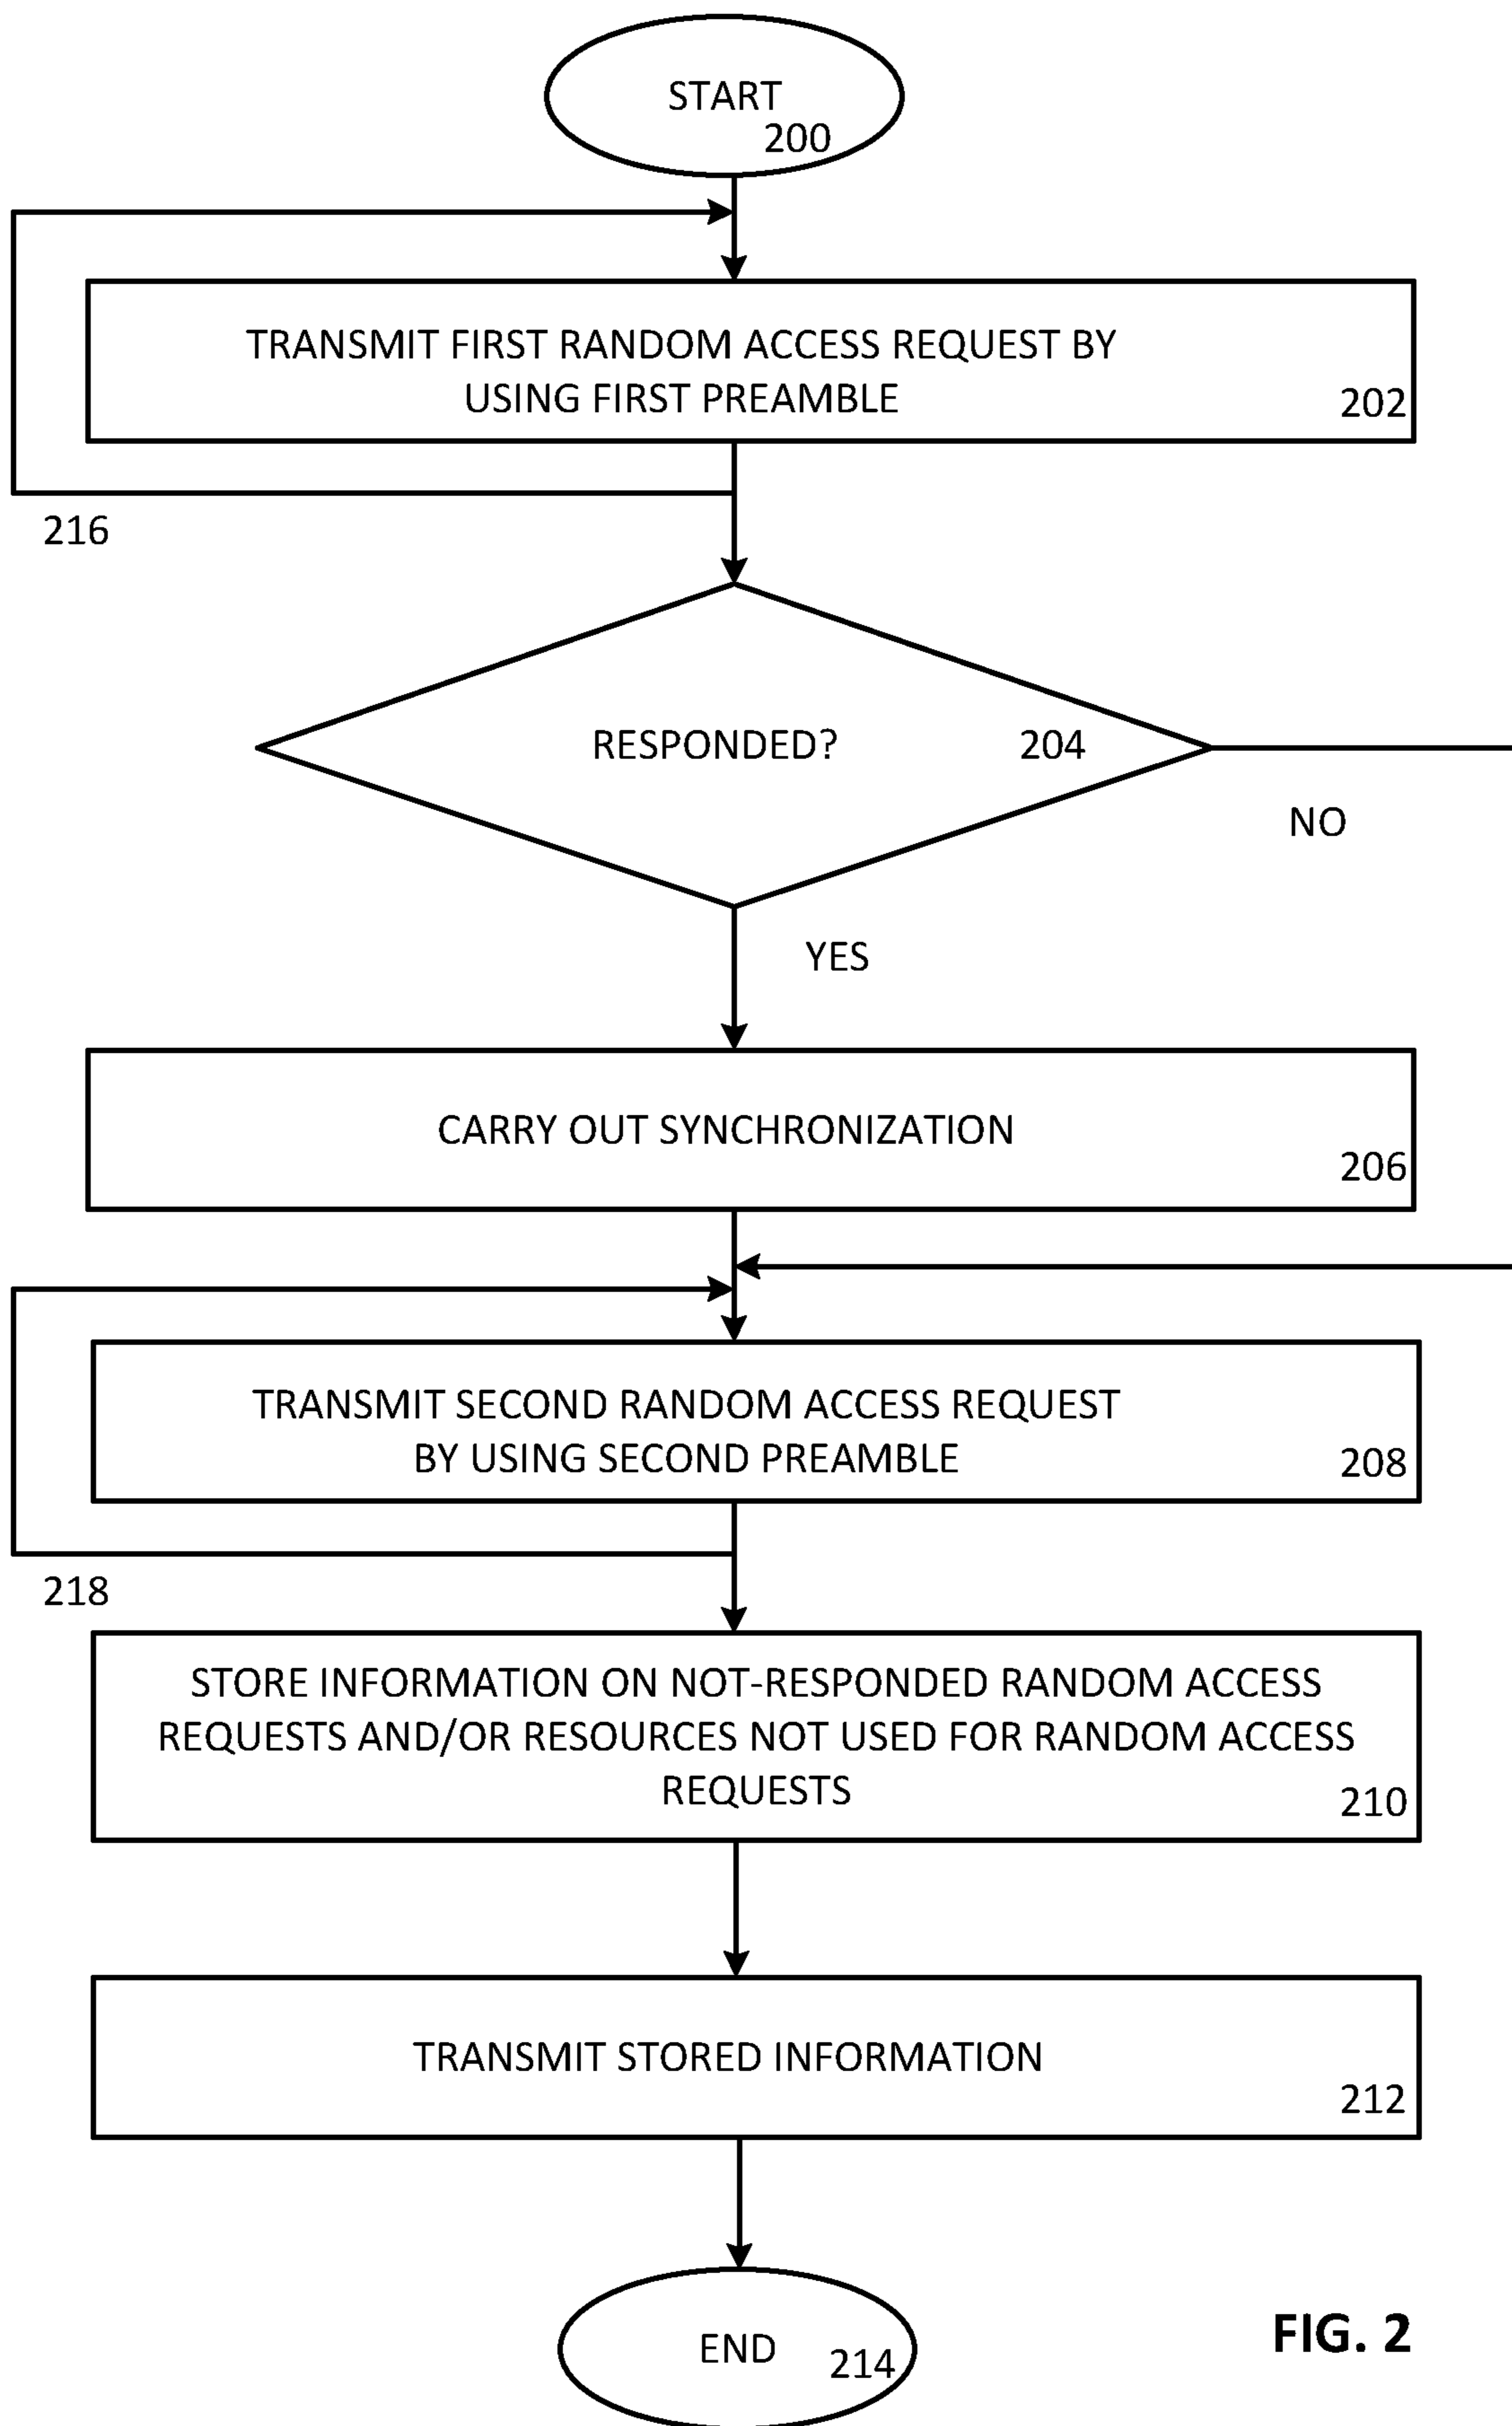 START
200
TRANSMIT FIRST RANDOM ACCESS REQUEST BY
USING FIRST PREAMBLE
202
216
RESPONDED?
204
NO
YES
CARRY OUT SYNCHRONIZATION
206
TRANSMIT SECOND RANDOM ACCESS REQUEST
BY USING SECOND PREAMBLE
208
218
STORE INFORMATION ON NOT-RESPONDED RANDOM ACCESS
REQUESTS AND/OR RESOURCES NOT USED FOR RANDOM ACCESS
REQUESTS
210
TRANSMIT STORED INFORMATION
212
END
214
FIG. 2